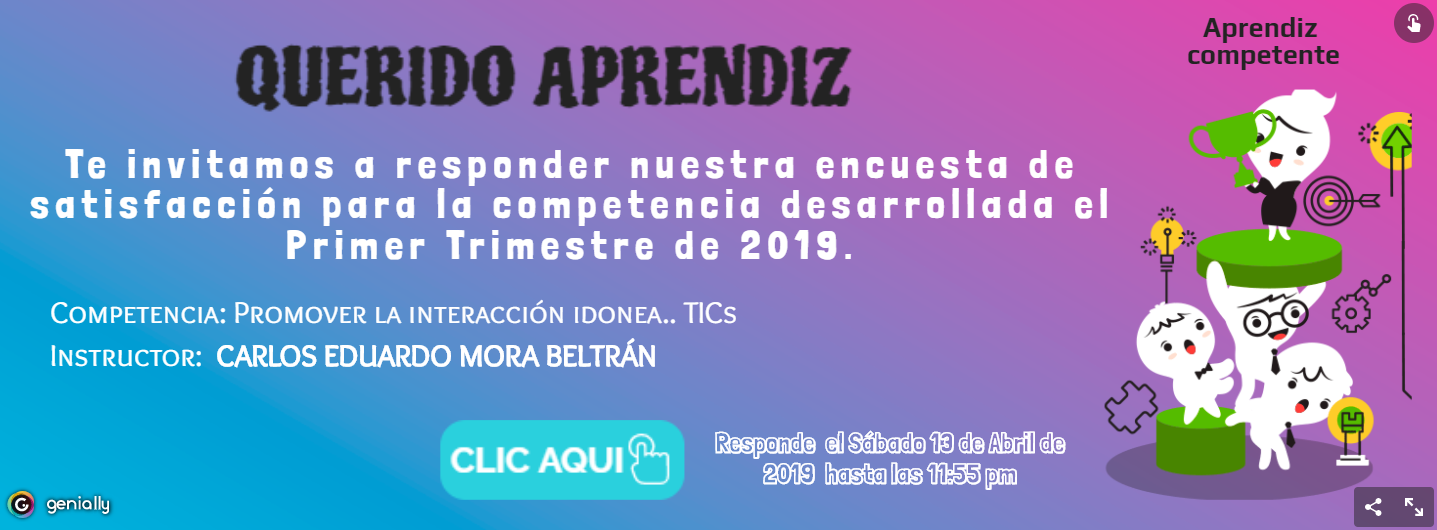 Aprendiz
competente
QUERIDO APRENDIZ
Te invitamos a responder nuestra encuesta de
satisfacción para la competencia desarrollada el
Primer Trimestre de 2019.
Competencia: Promover la interacción idonea.. TICs
Instructor: CARLOS EDUARDO MORA BELTRÁN
CLIC AQUI
Responde el Sábado 13 de Abril de
2019 hasta las 11:55 pm
G genially